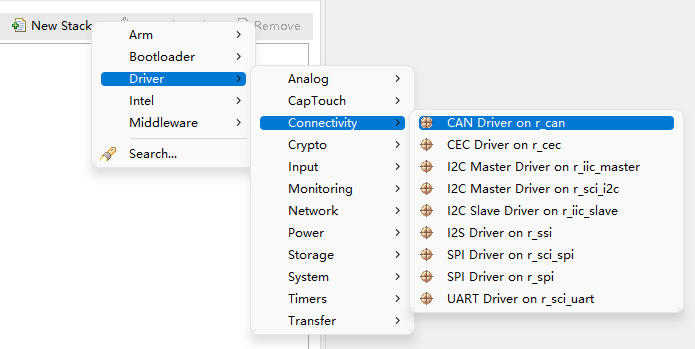 New Stack
Remove
Arm
Bootloader
Driver
Intel
Middleware
Search...
Analog
CapTouch
Connectivity
Crypto
Input
Monitoring
Network
Power
Storage
System
Timers
Transfer
CAN Driver on r_can
CEC Driver on r_cec
I2C Master Driver on r_iic_master
I2C Master Driver on r_sci_i2c
I2C Slave Driver on r_iic_slave
I2S Driver on r_ssi
SPI Driver on r_sci_spi
SPI Driver on r_spi
UART Driver on r_sci_uart